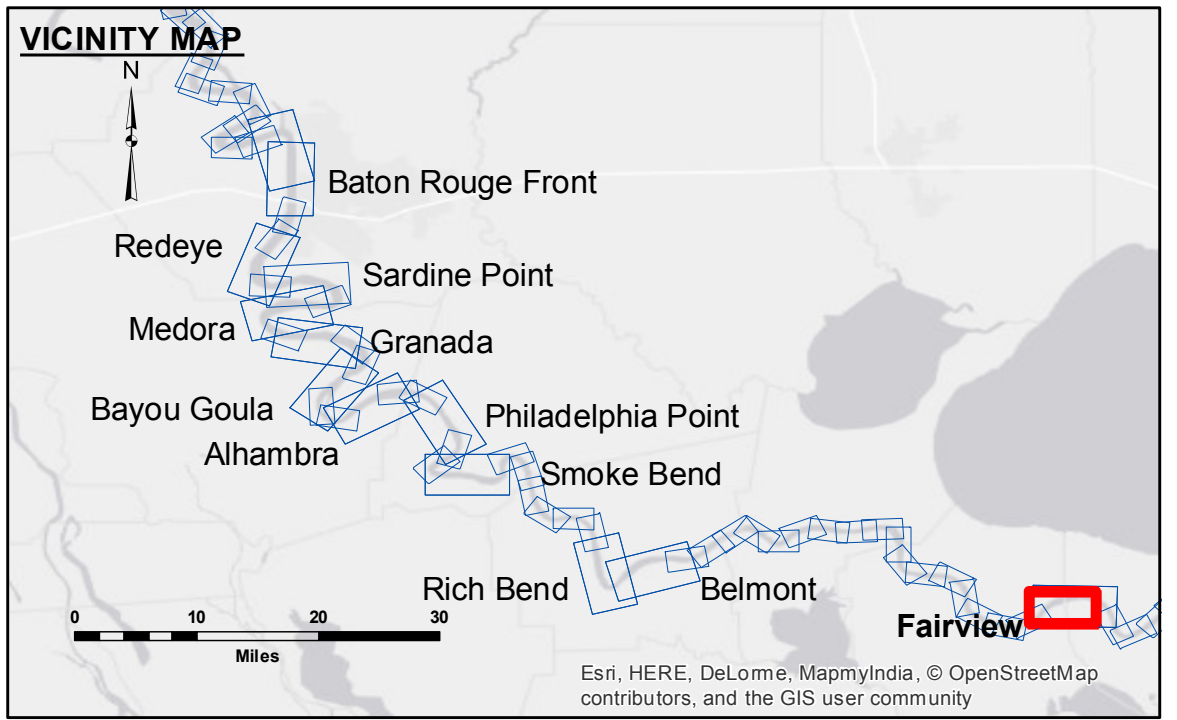 VICINITY MAP
N
Baton Rouge Front
Redeye
Sardine Point
Medora
Granada
Bayou Goula
Philadelphia Point
Alhambra
Smoke Bend
Rich Bend
Belmont
Fairview
0 10 20 30
Miles
Esri, HERE, DeLorme, MapmyIndia, © OpenStreetMap
contributors, and the GIS user community